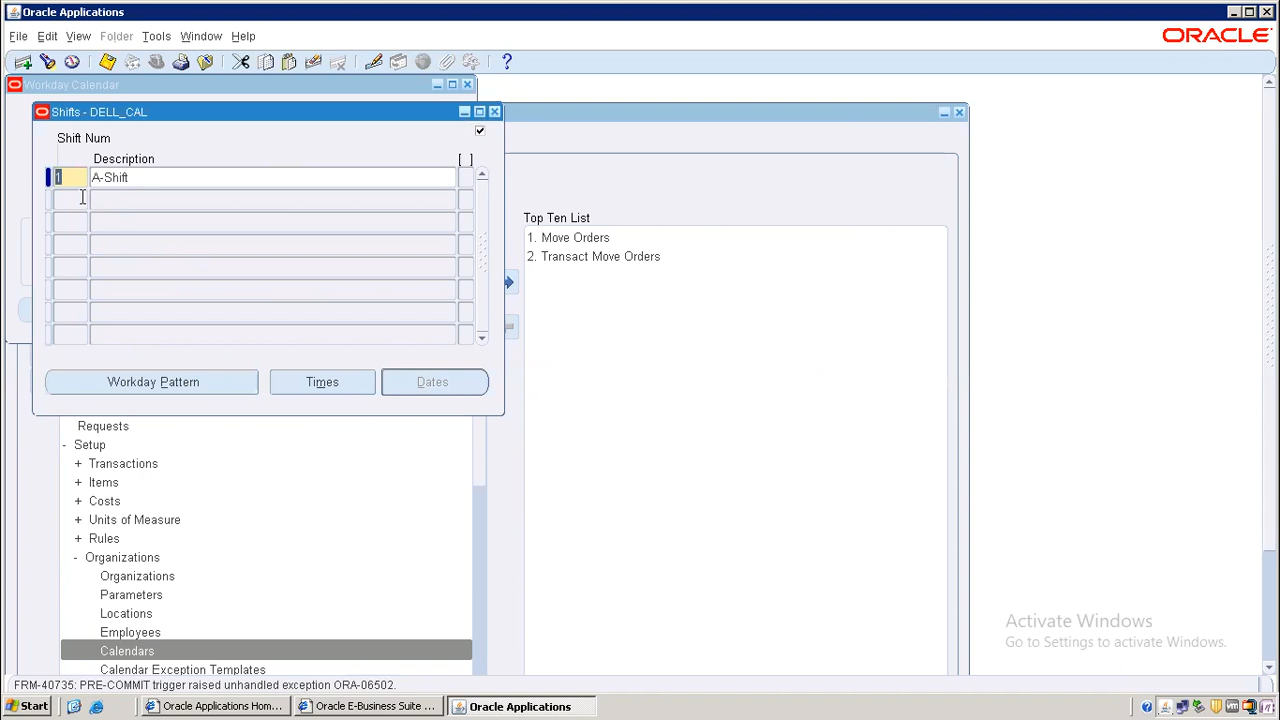 Oracle Applications
File Edit View Folder Tools Window Help
ORACLE
Workday Calendar
Shifts - DELL_CAL
Shift Num
Description
[ ]
1 A-Shift
Workday Pattern Times Dates
Top Ten List
1. Move Orders
2. Transact Move Orders
Requests
- Setup
+ Transactions
+ Items
+ Costs
+ Units of Measure
+ Rules
- Organizations
Organizations
Parameters
Locations
Employees
Calendars
Calendar Exception Templates
Activate Windows
Go to Settings to activate Windows.
FRM-40735: PRE-COMMIT trigger raised unhandled exception ORA-06502.
Start Oracle Applications Hom... Oracle E-Business Suite ... Oracle Applications